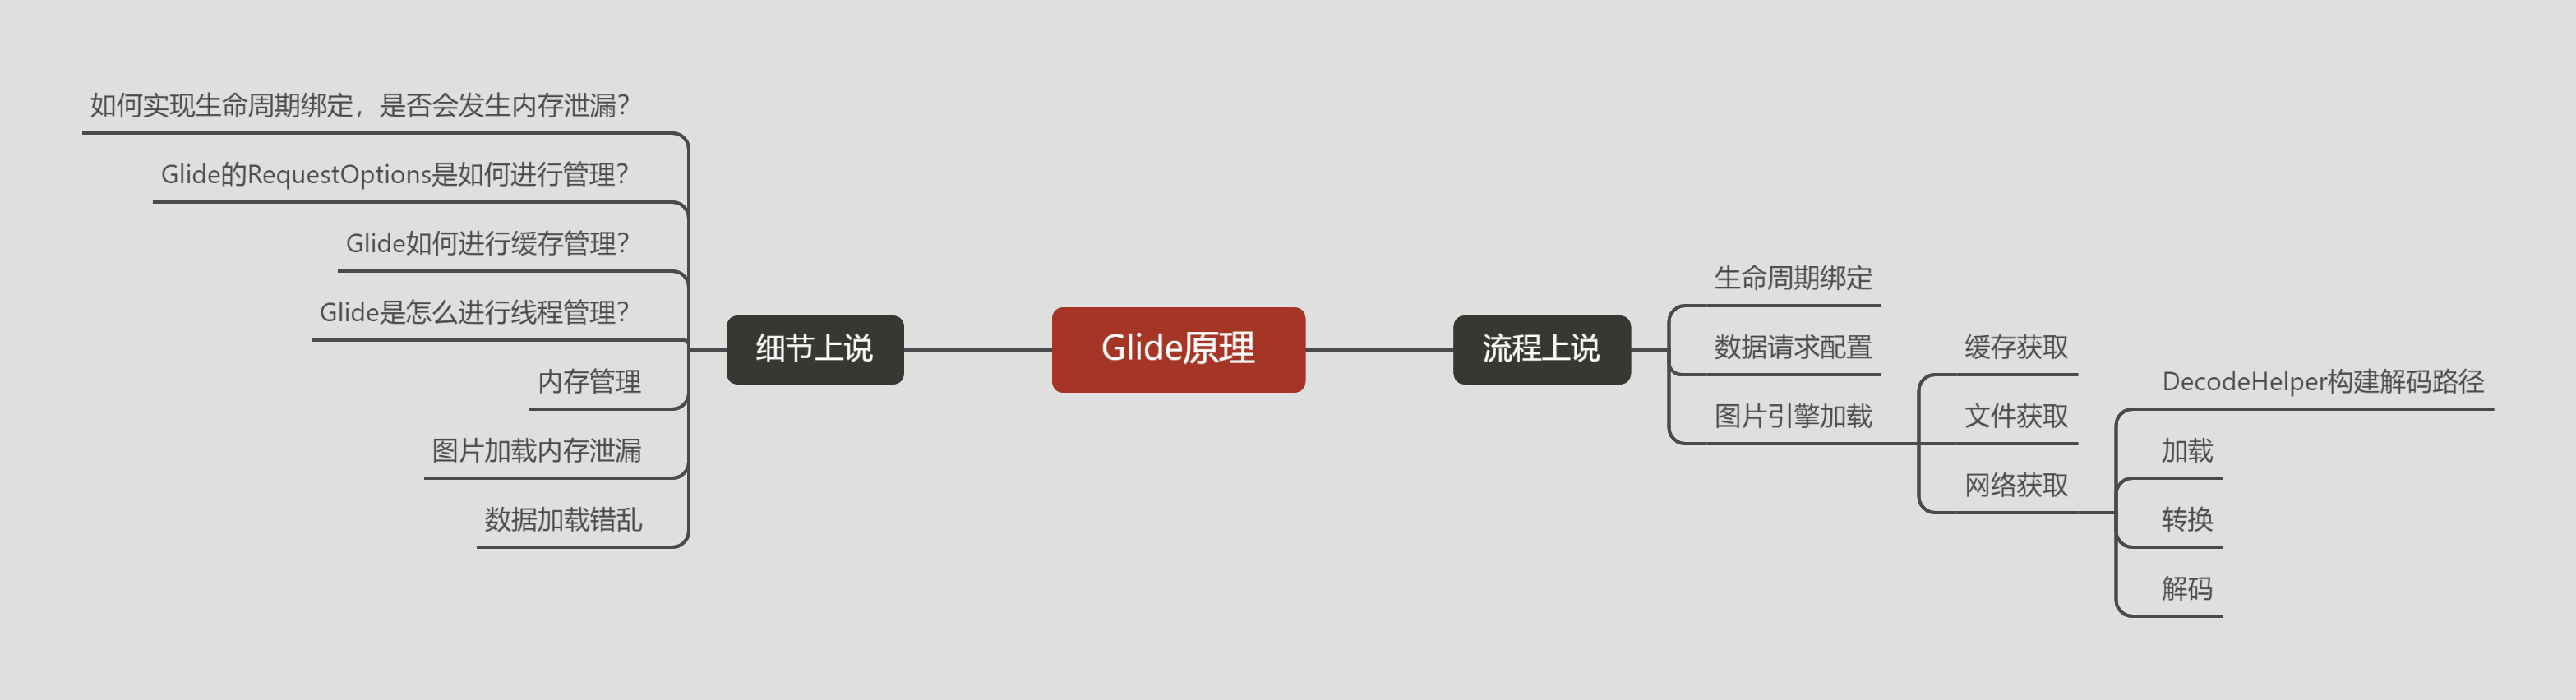 如何实现生命周期绑定，是否会发生内存泄漏？
Glide的RequestOptions是如何进行管理？
Glide如何进行缓存管理？
Glide是怎么进行线程管理？
内存管理
图片加载内存泄漏
数据加载错乱
细节上说
Glide原理
流程上说
生命周期绑定
数据请求配置
图片引擎加载
缓存获取
文件获取
网络获取
DecodeHelper构建解码路径
加载
转换
解码